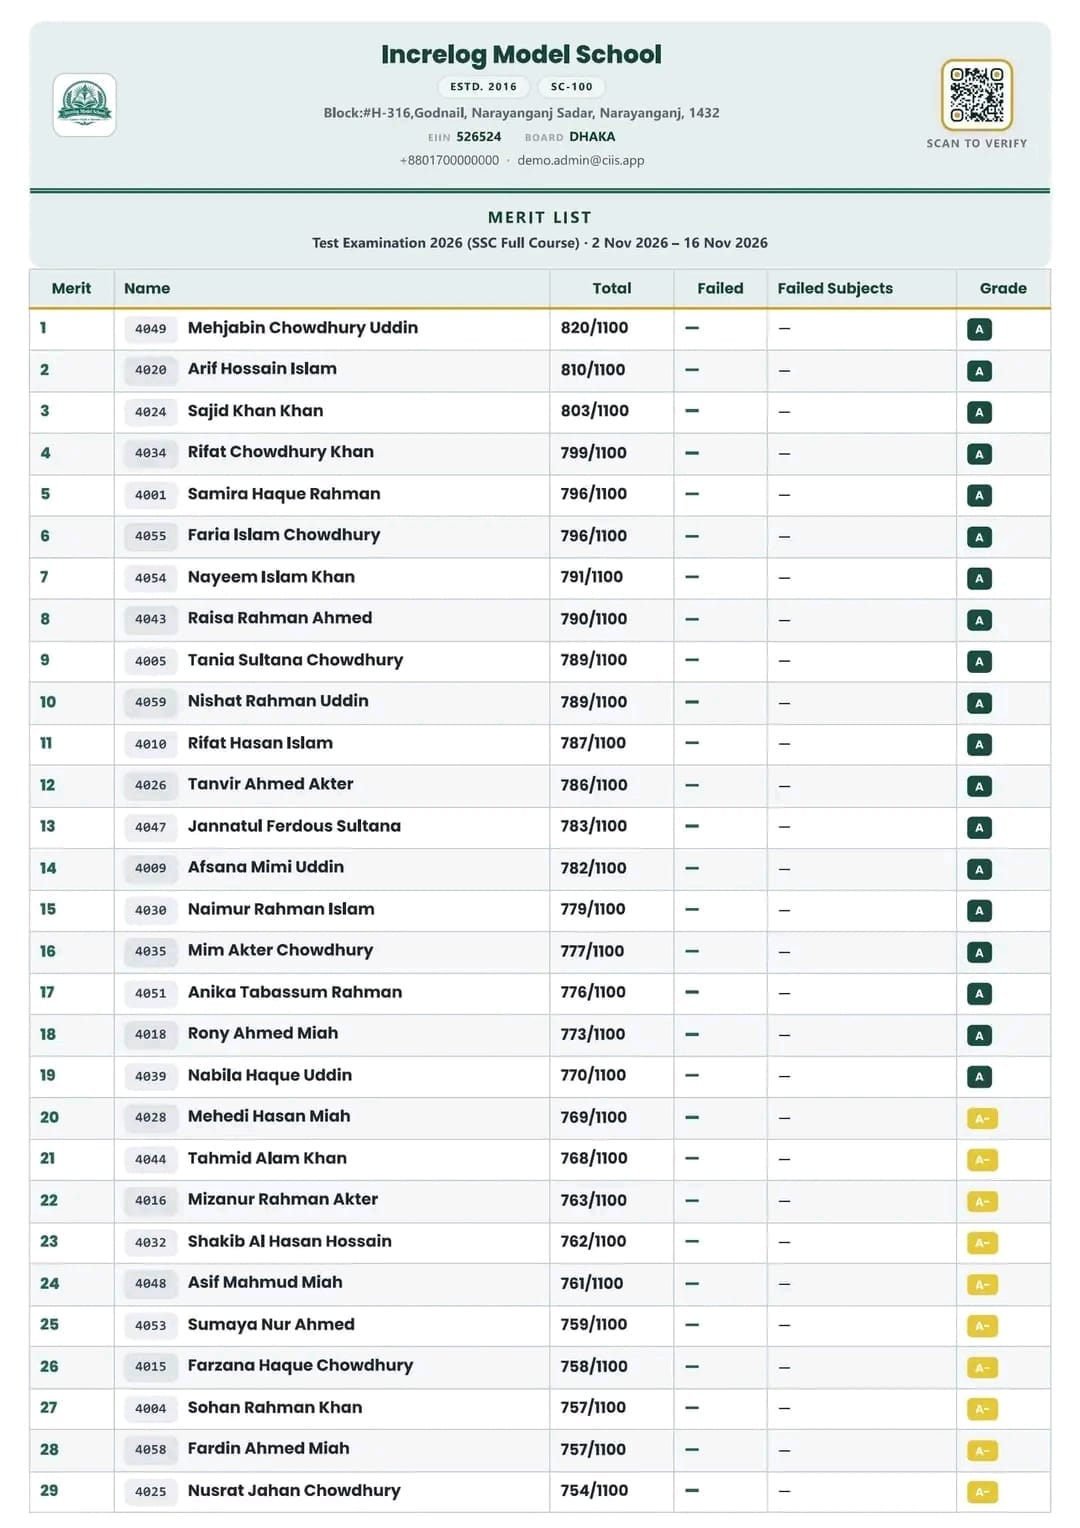 Increlog Model School
ESTD. 2016 SC-100
Block:#H-316,Godnail, Narayanganj Sadar, Narayanganj, 1432
EIIN 526524 BOARD DHAKA
+8801700000000 · demo.admin@ciis.app
SCAN TO VERIFY
MERIT LIST
Test Examination 2026 (SSC Full Course) · 2 Nov 2026 – 16 Nov 2026
Merit Name Total Failed Failed Subjects Grade
1 4049 Mehjabin Chowdhury Uddin 820/1100 — — A
2 4020 Arif Hossain Islam 810/1100 — — A
3 4024 Sajid Khan Khan 803/1100 — — A
4 4034 Rifat Chowdhury Khan 799/1100 — — A
5 4001 Samira Haque Rahman 796/1100 — — A
6 4055 Faria Islam Chowdhury 796/1100 — — A
7 4054 Nayeem Islam Khan 791/1100 — — A
8 4043 Raisa Rahman Ahmed 790/1100 — — A
9 4005 Tania Sultana Chowdhury 789/1100 — — A
10 4059 Nishat Rahman Uddin 789/1100 — — A
11 4010 Rifat Hasan Islam 787/1100 — — A
12 4026 Tanvir Ahmed Akter 786/1100 — — A
13 4047 Jannatul Ferdous Sultana 783/1100 — — A
14 4009 Afsana Mimi Uddin 782/1100 — — A
15 4030 Naimur Rahman Islam 779/1100 — — A
16 4035 Mim Akter Chowdhury 777/1100 — — A
17 4051 Anika Tabassum Rahman 776/1100 — — A
18 4018 Rony Ahmed Miah 773/1100 — — A
19 4039 Nabila Haque Uddin 770/1100 — — A
20 4028 Mehedi Hasan Miah 769/1100 — — A-
21 4044 Tahmid Alam Khan 768/1100 — — A-
22 4016 Mizanur Rahman Akter 763/1100 — — A-
23 4032 Shakib Al Hasan Hossain 762/1100 — — A-
24 4048 Asif Mahmud Miah 761/1100 — — A-
25 4053 Sumaya Nur Ahmed 759/1100 — — A-
26 4015 Farzana Haque Chowdhury 758/1100 — — A-
27 4004 Sohan Rahman Khan 757/1100 — — A-
28 4058 Fardin Ahmed Miah 757/1100 — — A-
29 4025 Nusrat Jahan Chowdhury 754/1100 — — A-